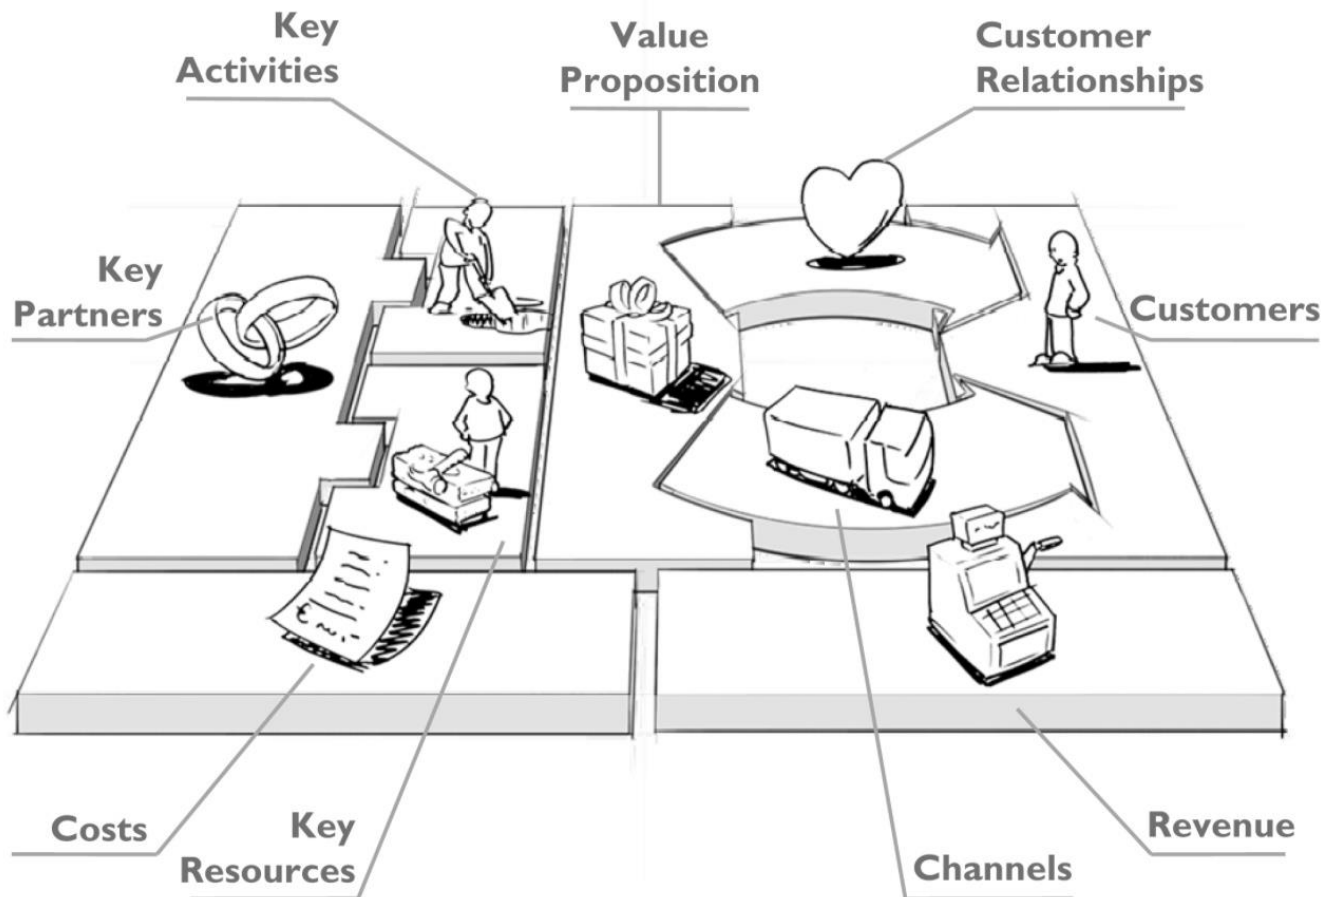 Key
Activities
Value
Proposition
Customer
Relationships
Key
Partners
Customers
Costs
Key
Resources
Channels
Revenue